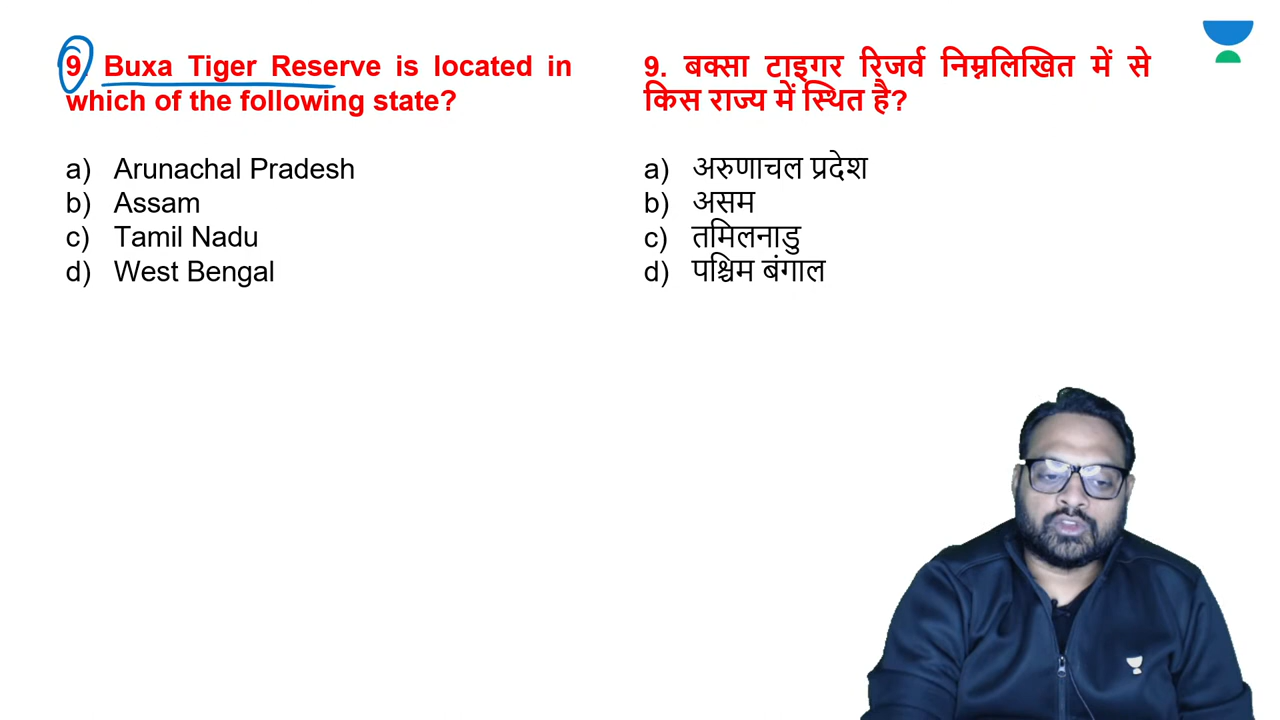 9. Buxa Tiger Reserve is located in
which of the following state?
a) Arunachal Pradesh
b) Assam
c) Tamil Nadu
d) West Bengal
9. बक्सा टाइगर रिजर्व निम्नलिखित में से
किस राज्य में स्थित है?
a) अरुणाचल प्रदेश
b) असम
c) तमिलनाडु
d) पश्चिम बंगाल